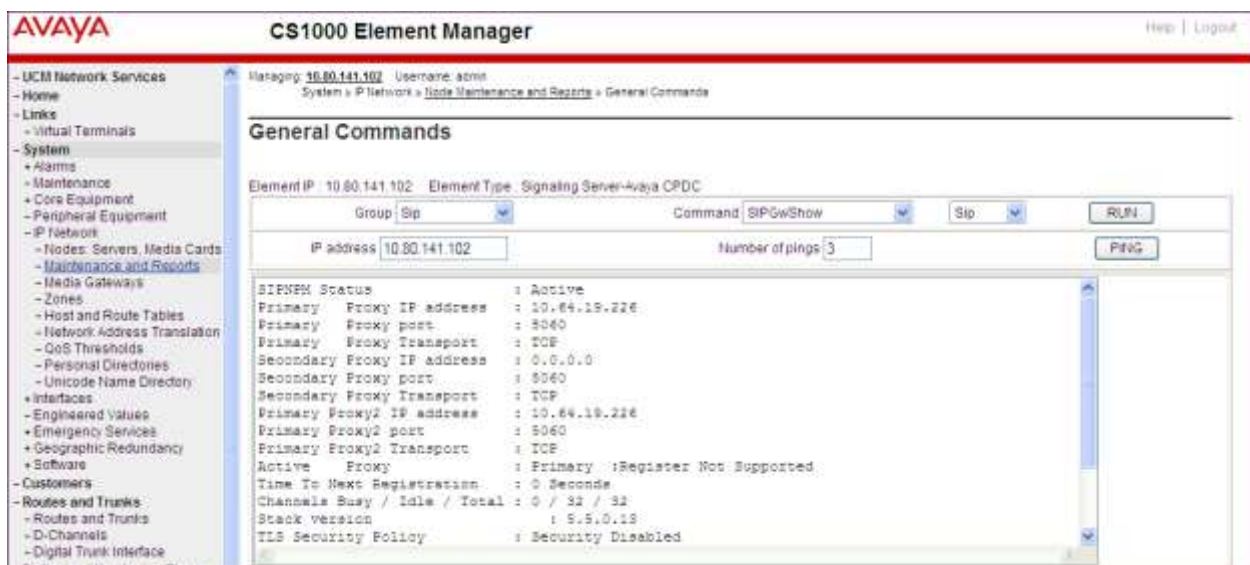 AVAYA
CS1000 Element Manager
Help | Logout
- UCM Network Services
- Home
- Links
- Virtual Terminals
- System
+ Alarms
- Maintenance
+ Core Equipment
- Peripheral Equipment
- IP Network
- Nodes: Servers, Media Cards
- Maintenance and Reports
- Media Gateways
- Zones
- Host and Route Tables
- Network Address Translation
- QoS Thresholds
- Personal Directories
- Unicode Name Directory
+ Interfaces
- Engineered Values
+ Emergency Services
+ Geographic Redundancy
+ Software
- Customers
- Routes and Trunks
- Routes and Trunks
- D-Channels
- Digital Trunk Interface
Managing: 10.80.141.102 Username: admin
System » IP Network » Node Maintenance and Reports » General Commands
General Commands
Element IP : 10.80.141.102 Element Type : Signaling Server-Avaya CPDC
Group Sip Command SIPGwShow Sip RUN
IP address 10.80.141.102 Number of pings 3 PING
SIPNPM Status : Active
Primary Proxy IP address : 10.64.19.226
Primary Proxy port : 5060
Primary Proxy Transport : TCP
Secondary Proxy IP address : 0.0.0.0
Secondary Proxy port : 5060
Secondary Proxy Transport : TCP
Primary Proxy2 IP address : 10.64.19.226
Primary Proxy2 port : 5060
Primary Proxy2 Transport : TCP
Active Proxy : Primary :Register Not Supported
Time To Next Registration : 0 Seconds
Channels Busy / Idle / Total : 0 / 32 / 32
Stack version : 5.5.0.13
TLS Security Policy : Security Disabled